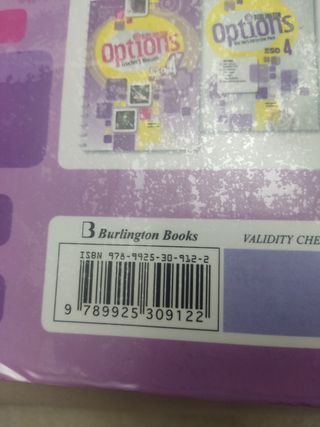 Options
Options
ESO 4
B Burlington Books
VALIDITY CHE
ISBN 978-9925-30-912-2
9 789925 309122